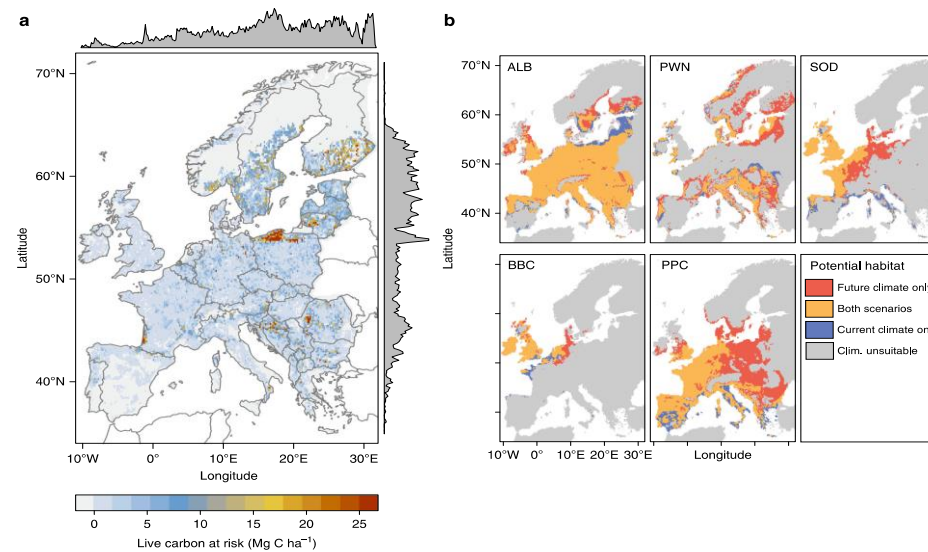 a
70°N
60°N
50°N
40°N
Latitude
10°W 0° 10°E 20°E 30°E
Longitude
0 5 10 15 20 25
Live carbon at risk (Mg C ha⁻¹)
b
ALB PWN SOD
70°N
60°N
50°N
40°N
Latitude
BBC PPC
Potential habitat
Future climate only
Both scenarios
Current climate on
Clim. unsuitable
10°W 0° 10°E 20°E 30°E
Longitude